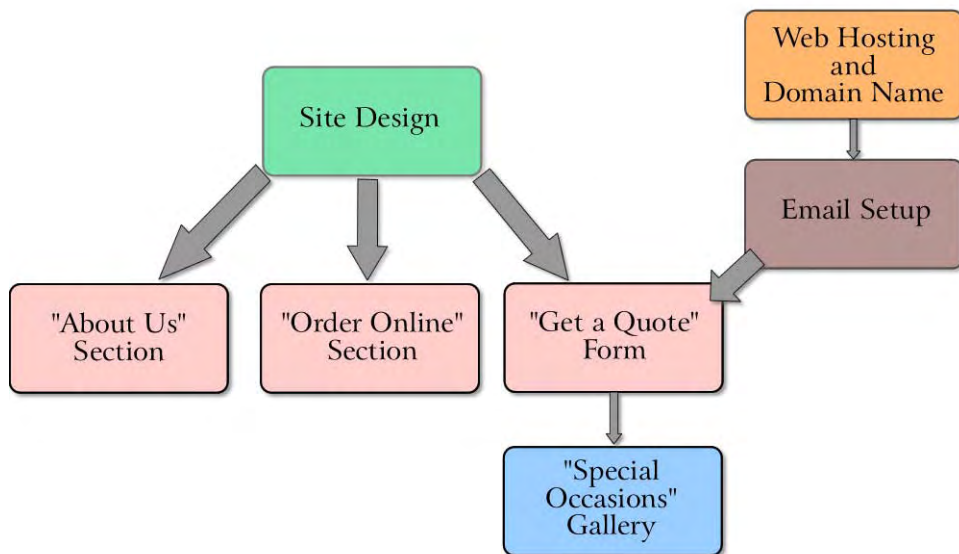 Web Hosting
and
Domain Name
Site Design
Email Setup
"About Us"
Section
"Order Online"
Section
"Get a Quote"
Form
"Special
Occasions"
Gallery